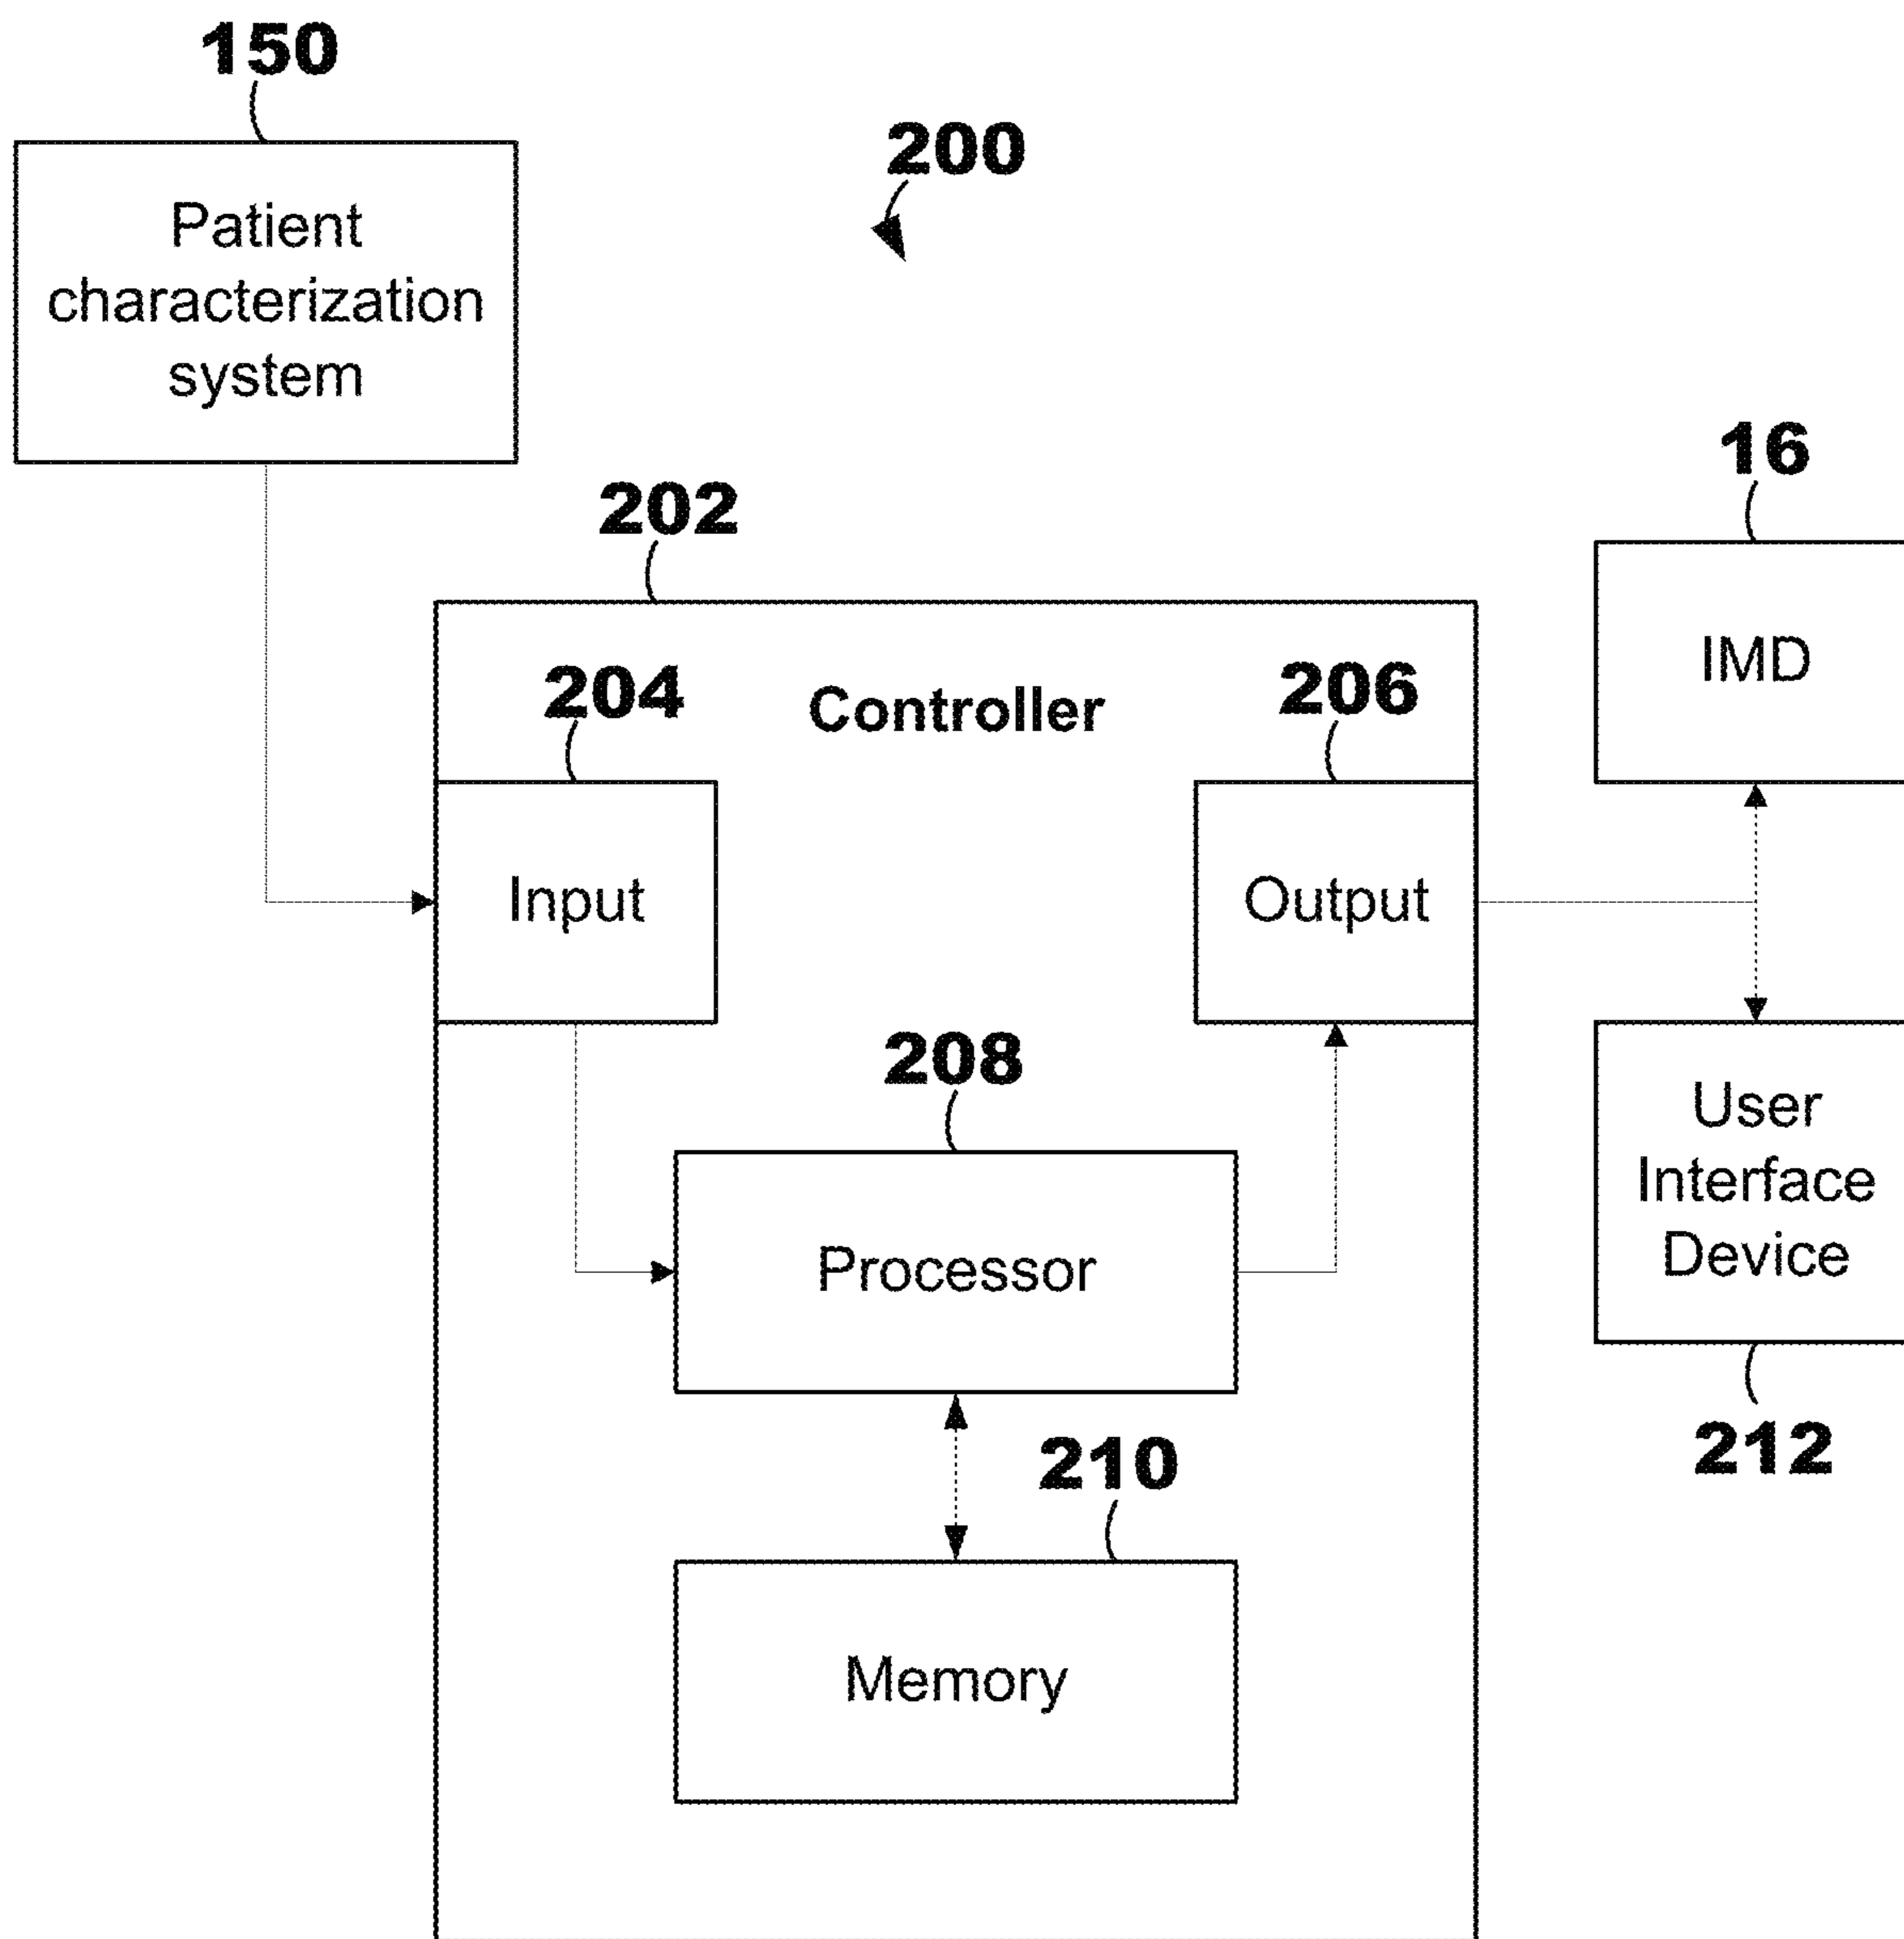 150
200
Patient
characterization
system
16
202
IMD
204
Controller
206
Input
Output
208
User
Interface
Device
Processor
212
210
Memory